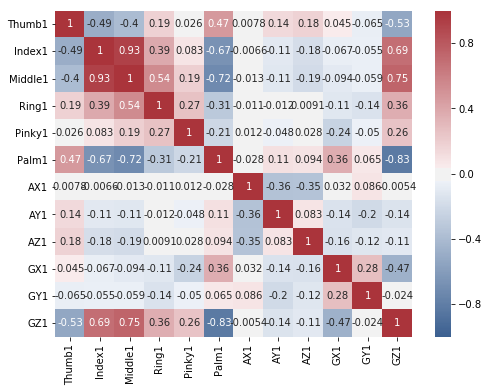 Thumb1 1 -0.49 -0.4 0.19 0.026 0.47 0.0078 0.14 0.18 0.045 -0.065 -0.53
Index1 -0.49 1 0.93 0.39 0.083 -0.67 -0.0066 -0.11 -0.18 -0.067 -0.055 0.69
Middle1 -0.4 0.93 1 0.54 0.19 -0.72 -0.013 -0.11 -0.19 -0.094 -0.059 0.75
Ring1 0.19 0.39 0.54 1 0.27 -0.31 -0.011 -0.012 0.0091 -0.11 -0.14 0.36
Pinky1 0.026 0.083 0.19 0.27 1 -0.21 0.012 -0.048 0.028 -0.24 -0.05 0.26
Palm1 0.47 -0.67 -0.72 -0.31 -0.21 1 -0.028 0.11 0.094 0.36 0.065 -0.83
AX1 0.0078 -0.0066 -0.013 -0.011 0.012 -0.028 1 -0.36 -0.35 0.032 0.086 -0.0054
AY1 0.14 -0.11 -0.11 -0.012 -0.048 0.11 -0.36 1 0.083 -0.14 -0.2 -0.14
AZ1 0.18 -0.18 -0.19 0.0091 0.028 0.094 -0.35 0.083 1 -0.16 -0.12 -0.11
GX1 0.045 -0.067 -0.094 -0.11 -0.24 0.36 0.032 -0.14 -0.16 1 0.28 -0.47
GY1 -0.065 -0.055 -0.059 -0.14 -0.05 0.065 0.086 -0.2 -0.12 0.28 1 -0.024
GZ1 -0.53 0.69 0.75 0.36 0.26 -0.83 -0.0054 -0.14 -0.11 -0.47 -0.024 1
Thumb1 Index1 Middle1 Ring1 Pinky1 Palm1 AX1 AY1 AZ1 GX1 GY1 GZ1
0.8
0.4
0.0
−0.4
−0.8